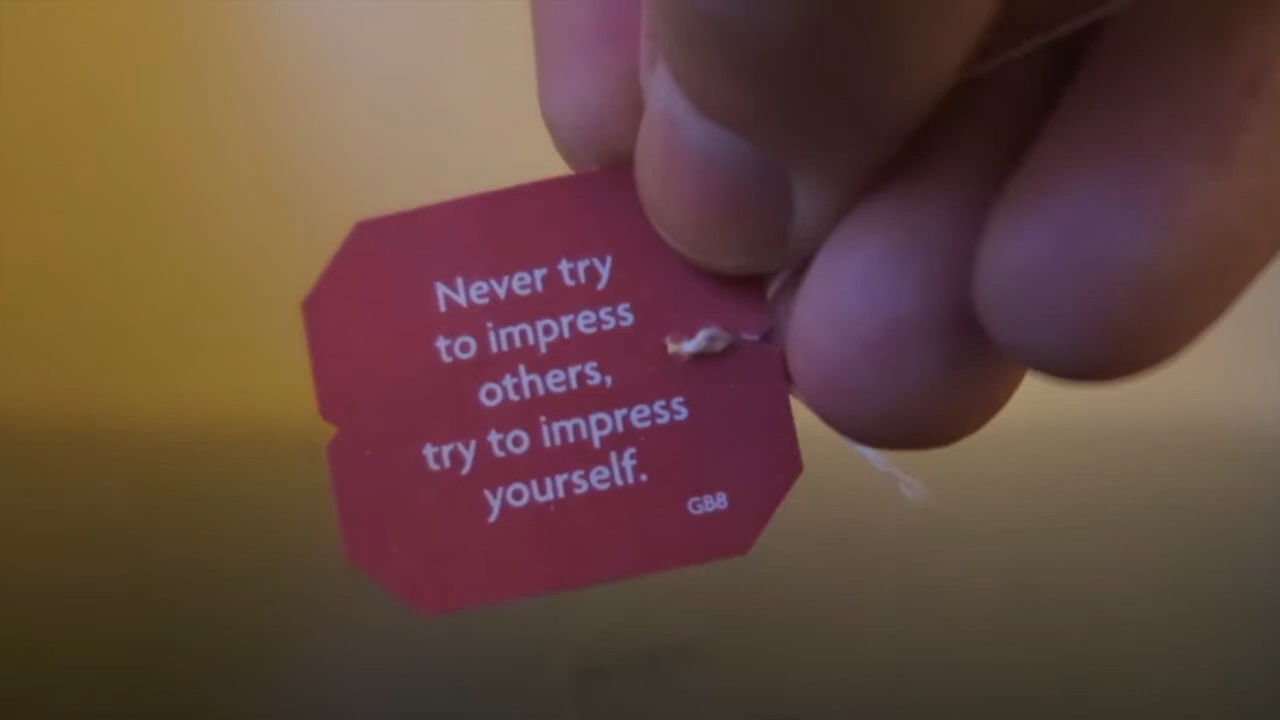 Never try
to impress
others,
try to impress
yourself.
GB8